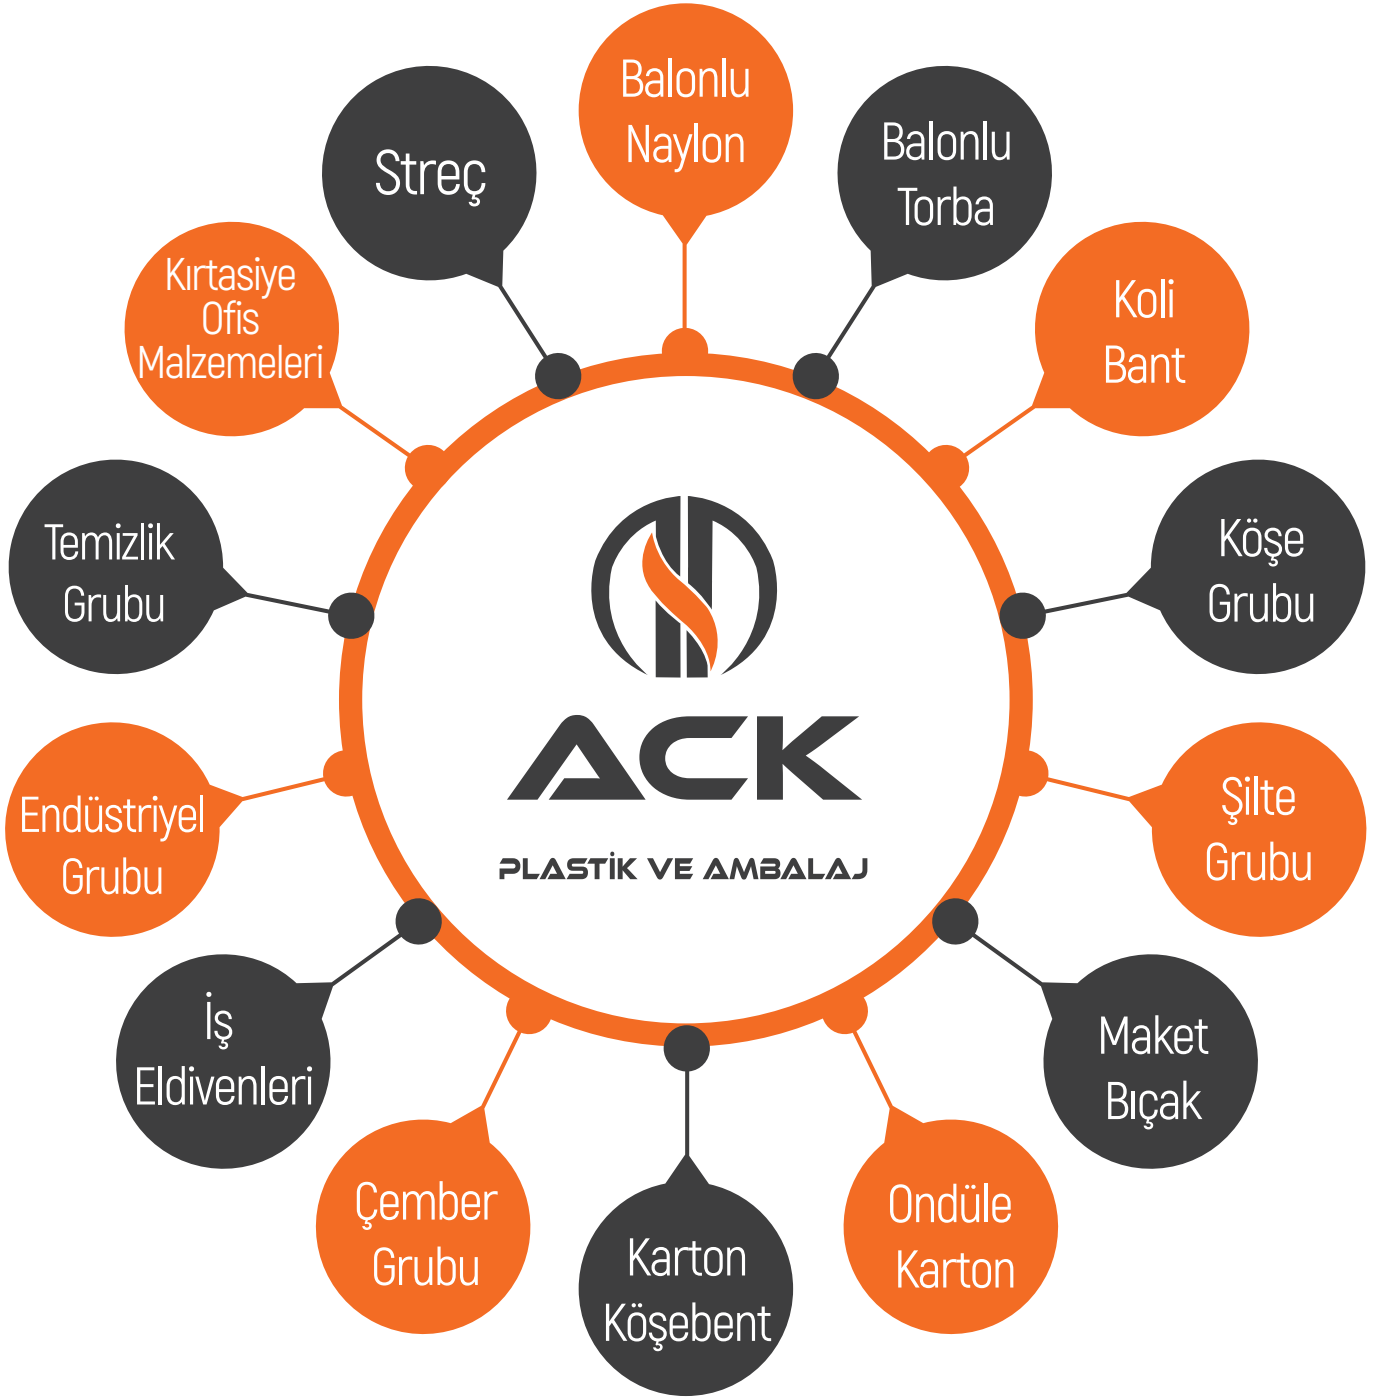 Balonlu
Naylon
Balonlu
Torba
Koli
Bant
Köşe
Grubu
Şilte
Grubu
Maket
Bıçak
Ondüle
Karton
Karton
Köşebent
Çember
Grubu
İş
Eldivenleri
Endüstriyel
Grubu
Temizlik
Grubu
Kırtasiye
Ofis
Malzemeleri
Streç
ACK
PLASTİK VE AMBALAJ